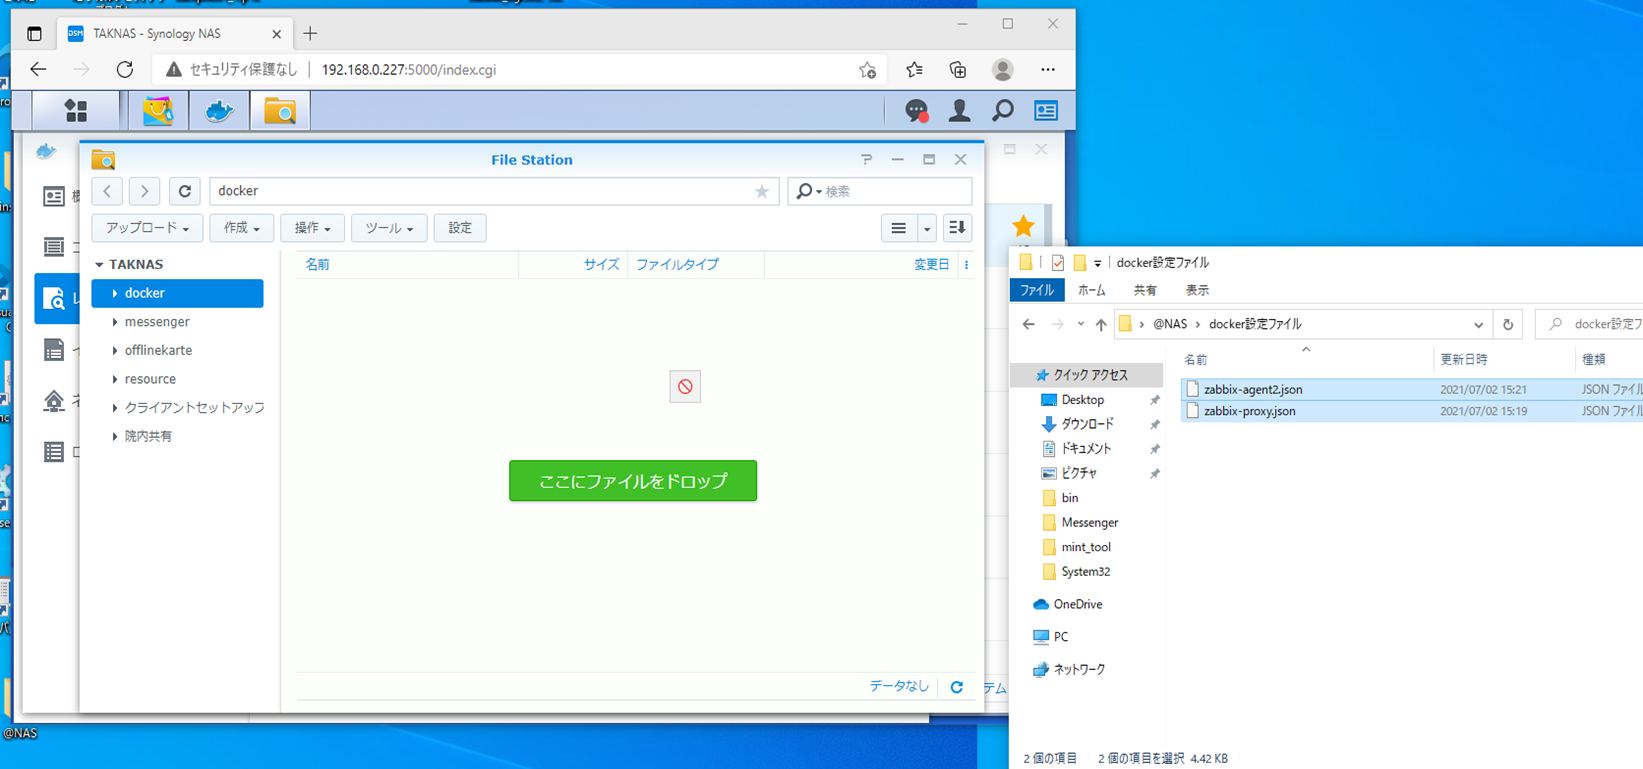 TAKNAS - Synology NAS
セキュリティ保護なし
192.168.0.227:5000/index.cgi
File Station
docker
検索
アップロード
作成
操作
ツール
設定
TAKNAS
docker
messenger
offlinekarte
resource
クライアントセットアップ
院内共有
名前
サイズ
ファイルタイプ
変更日
ここにファイルをドロップ
データなし
テム
@NAS
docker設定ファイル
ファイル
ホーム
共有
表示
@NAS
docker設定ファイル
名前
更新日時
種類
クイック アクセス
Desktop
ダウンロード
ドキュメント
ピクチャ
bin
Messenger
mint_tool
System32
OneDrive
PC
ネットワーク
zabbix-agent2.json 2021/07/02 15:21 JSON ファイル
zabbix-proxy.json 2021/07/02 15:19 JSON ファイル
2 個の項目
2 個の項目を選択 4.42 KB